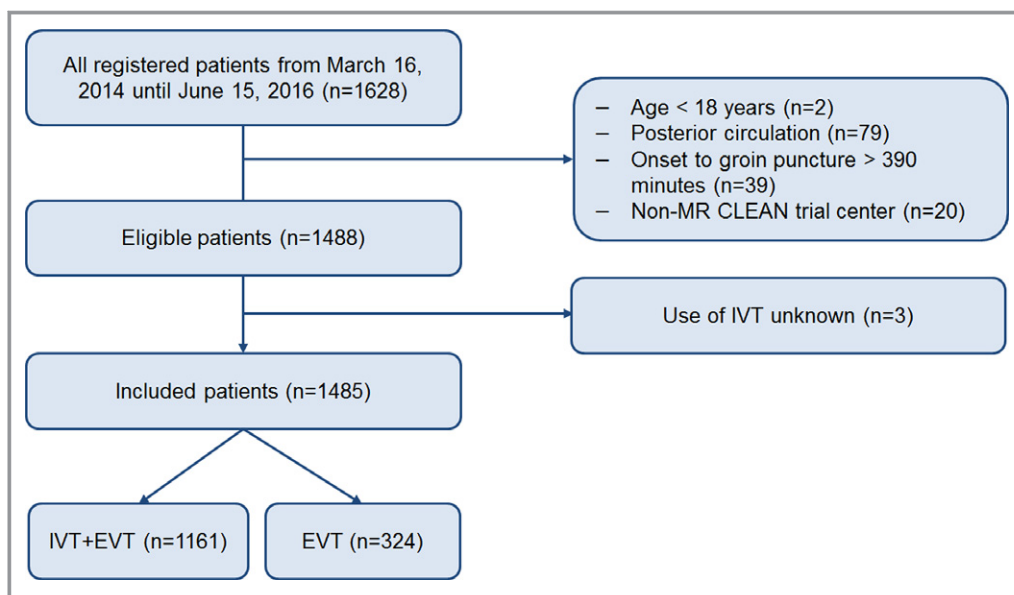 All registered patients from March 16,
2014 until June 15, 2016 (n=1628)
– Age < 18 years (n=2)
– Posterior circulation (n=79)
– Onset to groin puncture > 390
minutes (n=39)
– Non-MR CLEAN trial center (n=20)
Eligible patients (n=1488)
Use of IVT unknown (n=3)
Included patients (n=1485)
IVT+EVT (n=1161)
EVT (n=324)